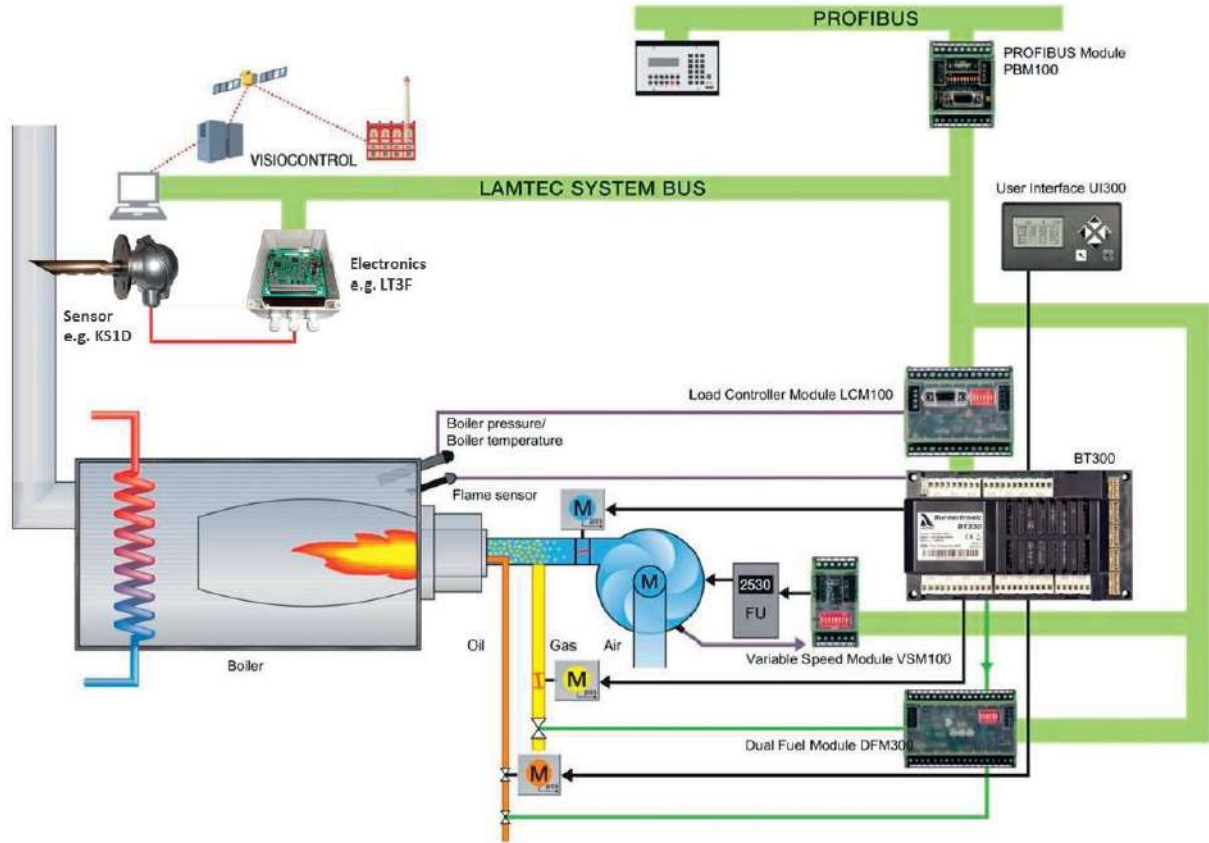 PROFIBUS
PROFIBUS Module
PBM100
VISIOCONTROL
LAMTEC SYSTEM BUS
User Interface UI300
Electronics
e.g. LT3F
Sensor
e.g. KS1D
Load Controller Module LCM100
Boiler pressure/
Boiler temperature
BT300
Flame sensor
M
Burnertronic
BT300
M
2530
FU
Oil
Gas
Air
Boiler
Variable Speed Module VSM100
M
Dual Fuel Module DFM300
M